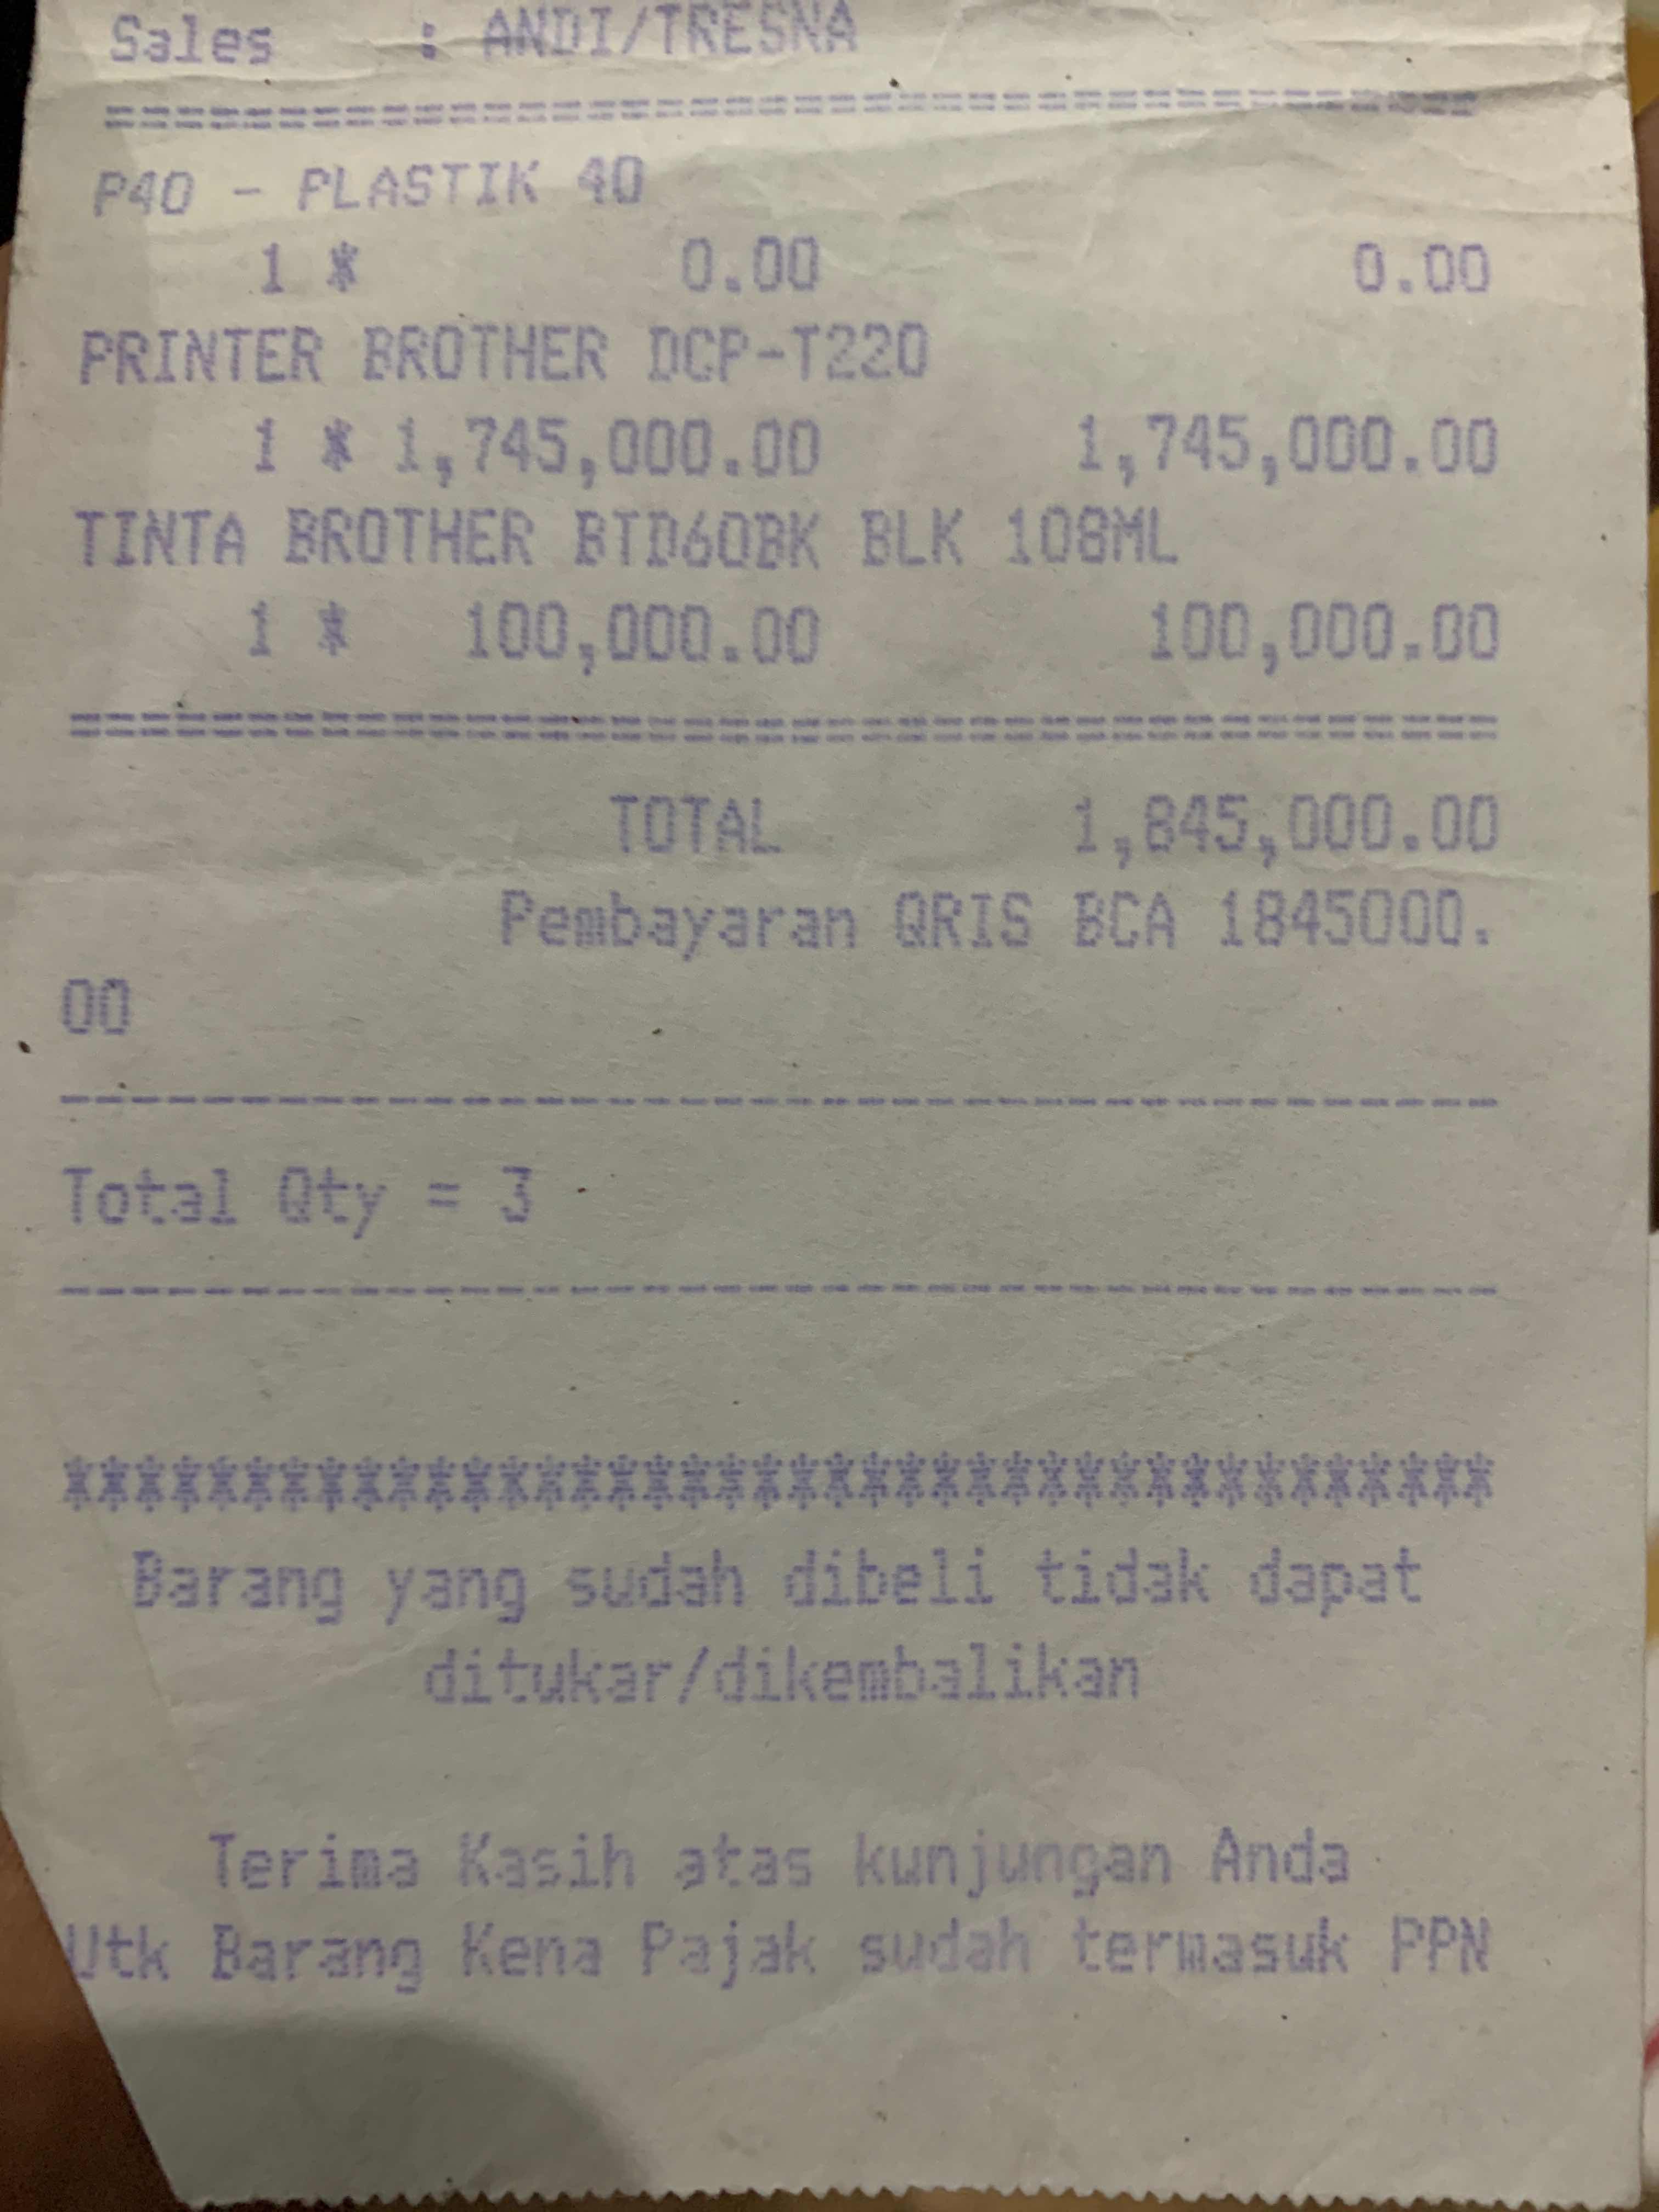 Sales : ANDI/TRESNA
======================================
P40 - PLASTIK 40
1 * 0.00 0.00
PRINTER BROTHER DCP-T220
1 * 1,745,000.00 1,745,000.00
TINTA BROTHER BTD60BK BLK 108ML
1 * 100,000.00 100,000.00
========================================
TOTAL 1,845,000.00
Pembayaran QRIS BCA 1845000.
00
----------------------------------------
Total Qty = 3
----------------------------------------
****************************************
Barang yang sudah dibeli tidak dapat
ditukar/dikembalikan
Terima Kasih atas kunjungan Anda
Utk Barang Kena Pajak sudah termasuk PPN